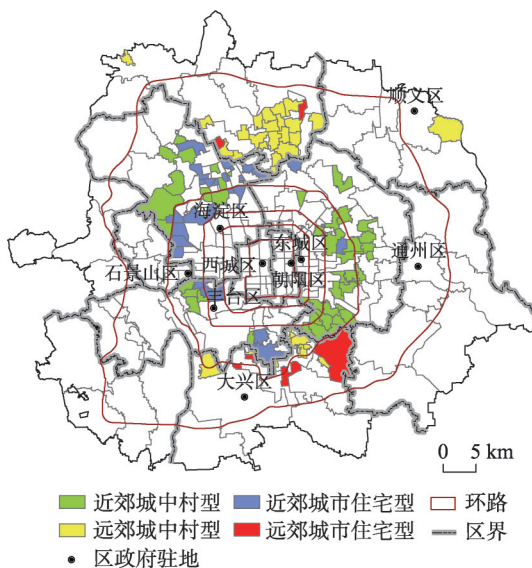 顺义区
海淀区
东城区
西城区
通州区
石景山区
朝阳区
丰台区
大兴区
0 5 km
近郊城中村型 近郊城市住宅型 环路
远郊城中村型 远郊城市住宅型 区界
区政府驻地